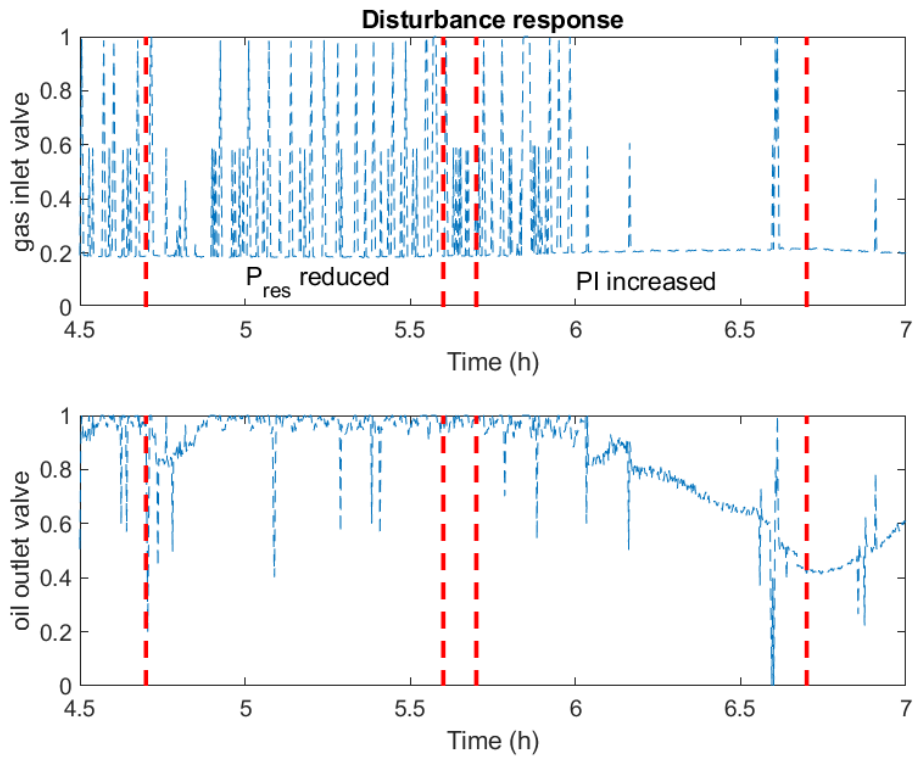 Disturbance response
gas inlet valve
1
0.8
0.6
0.4
0.2
0
P_res reduced
PI increased
4.5 5 5.5 6 6.5 7
Time (h)
oil outlet valve
1
0.8
0.6
0.4
0.2
0
4.5 5 5.5 6 6.5 7
Time (h)